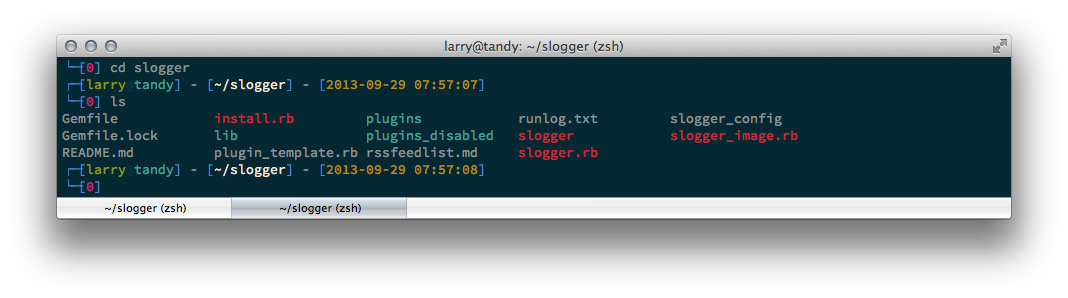 larry@tandy: ~/slogger (zsh)
└─[0] cd slogger
┌─[larry@tandy] - [~/slogger] - [2013-09-29 07:57:07]
└─[0] ls
Gemfile install.rb plugins runlog.txt slogger_config
Gemfile.lock lib plugins_disabled slogger slogger_image.rb
README.md plugin_template.rb rssfeedlist.md slogger.rb
┌─[larry@tandy] - [~/slogger] - [2013-09-29 07:57:08]
└─[0]
~/slogger (zsh) ~/slogger (zsh)